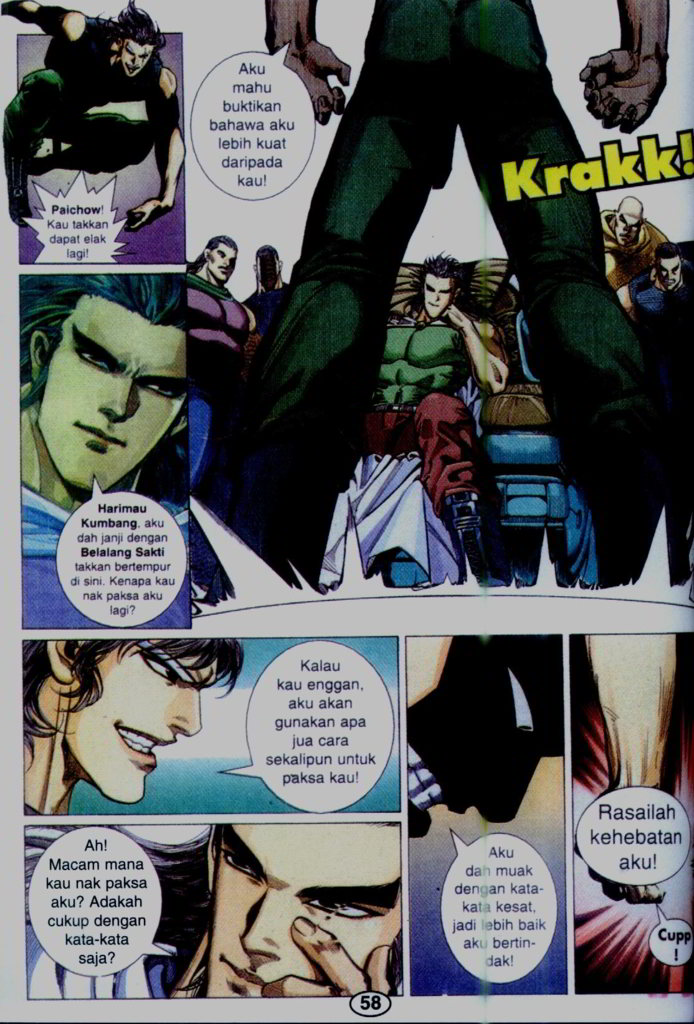 Paichow!
Kau takkan
dapat elak
lagi!
Aku
mahu
buktikan
bahawa aku
lebih kuat
daripada
kau!
Krakk!
Harimau
Kumbang, aku
dah janji dengan
Belalang Sakti
takkan bertempur
di sini. Kenapa kau
nak paksa aku
lagi?
Kalau
kau enggan,
aku akan
gunakan apa
jua cara
sekalipun untuk
paksa kau!
Ah!
Macam mana
kau nak paksa
aku? Adakah
cukup dengan
kata-kata
saja?
Aku
dah muak
dengan kata-
kata kesat,
jadi lebih baik
aku bertin-
dak!
Rasailah
kehebatan
aku!
Cupp
!
58